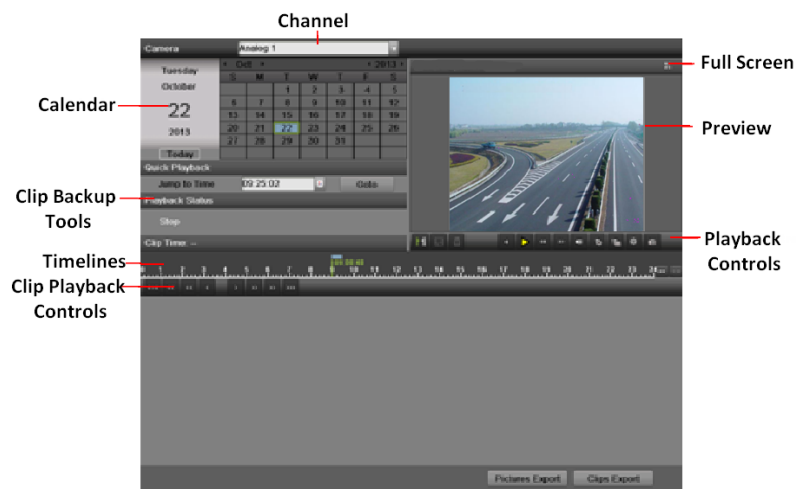 Channel
Camera
Analog 1
Full Screen
Tuesday
October
22
2013
Today
Calendar
Oct
2013
S M T W T F S
1 2 3 4 5
6 7 8 9 10 11 12
13 14 15 16 17 18 19
20 21 22 23 24 25 26
27 28 29 30 31
Preview
Quick Playback
Jump to Time
09:25:02
Goto
Clip Backup
Tools
Playback Status
Stop
Clip Timer --
Playback
Controls
Timelines
0 1 2 3 4 5 6 7 8 9 10 11 12 13 14 15 16 17 18 19 20 21 22 23 24
Clip Playback
Controls
Pictures Export
Clips Export